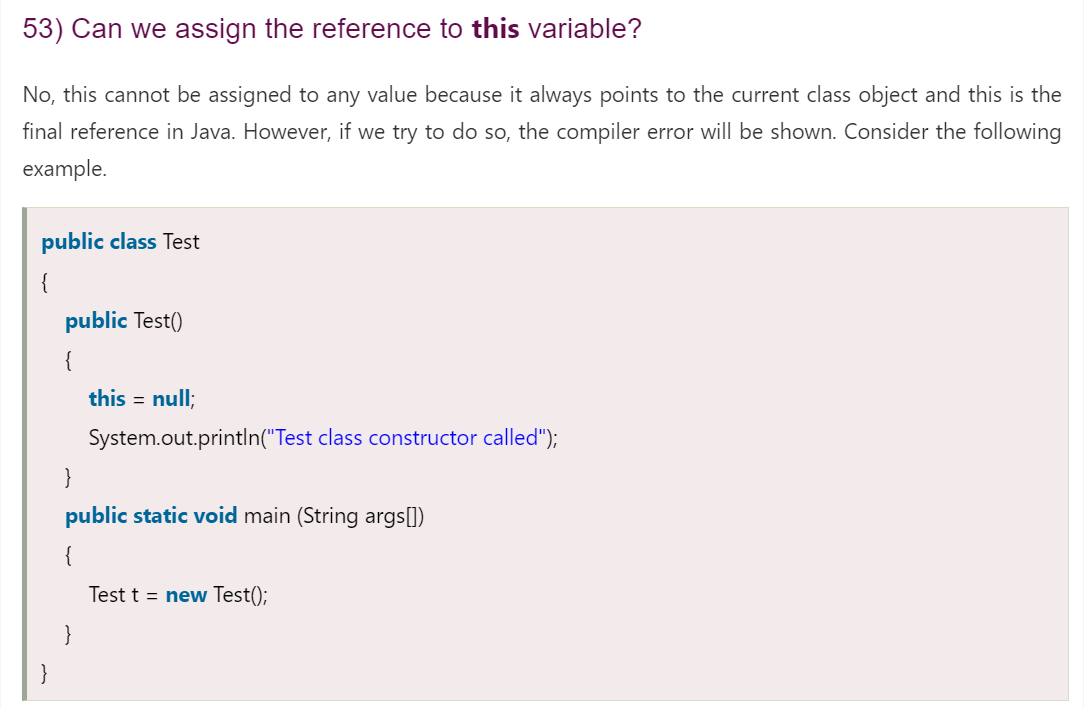 53) Can we assign the reference to this variable?
No, this cannot be assigned to any value because it always points to the current class object and this is the
final reference in Java. However, if we try to do so, the compiler error will be shown. Consider the following
example.
public class Test
{
public Test()
{
this = null;
System.out.println("Test class constructor called");
}
public static void main (String args[])
{
Test t = new Test();
}
}